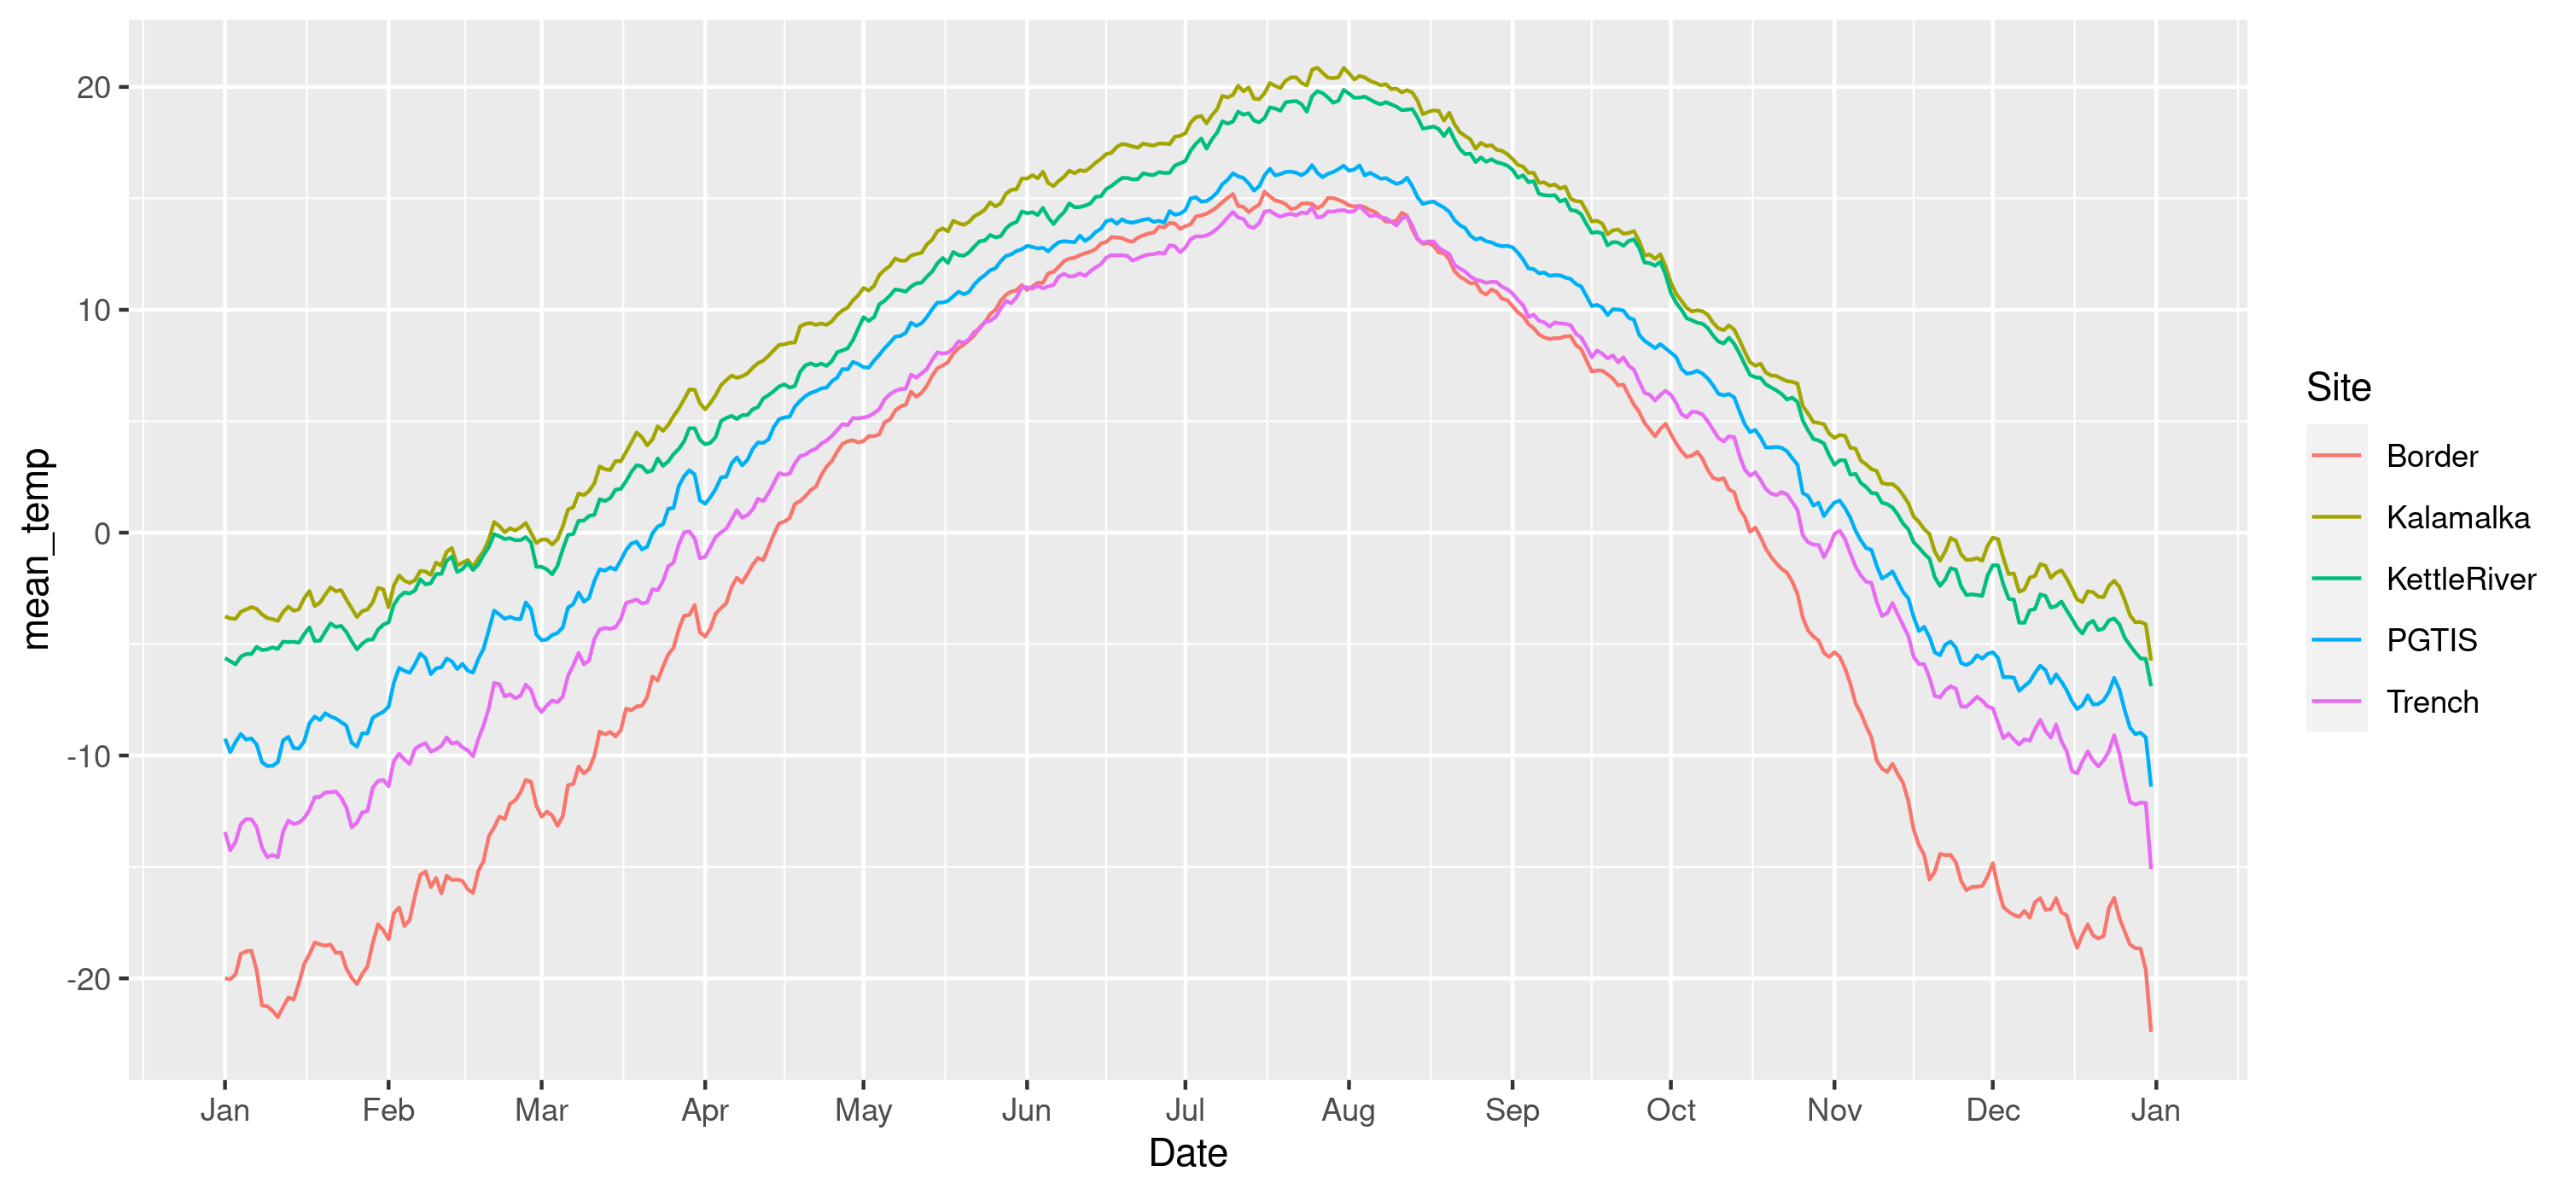 mean_temp
20
10
0
-10
-20
Jan Feb Mar Apr May Jun Jul Aug Sep Oct Nov Dec Jan
Date
Site
Border
Kalamalka
KettleRiver
PGTIS
Trench